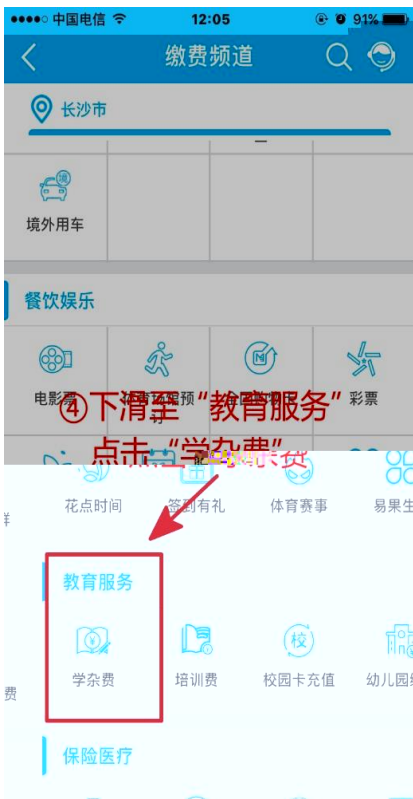 中国电信 12:05 91%
缴费频道
长沙市
境外用车
餐饮娱乐
电影票 彩票
④下滑至“教育服务”
点击“学杂费”
花点时间 签到有礼 体育赛事 易果生
教育服务
学杂费 培训费 校园卡充值 幼儿园
费
保险医疗